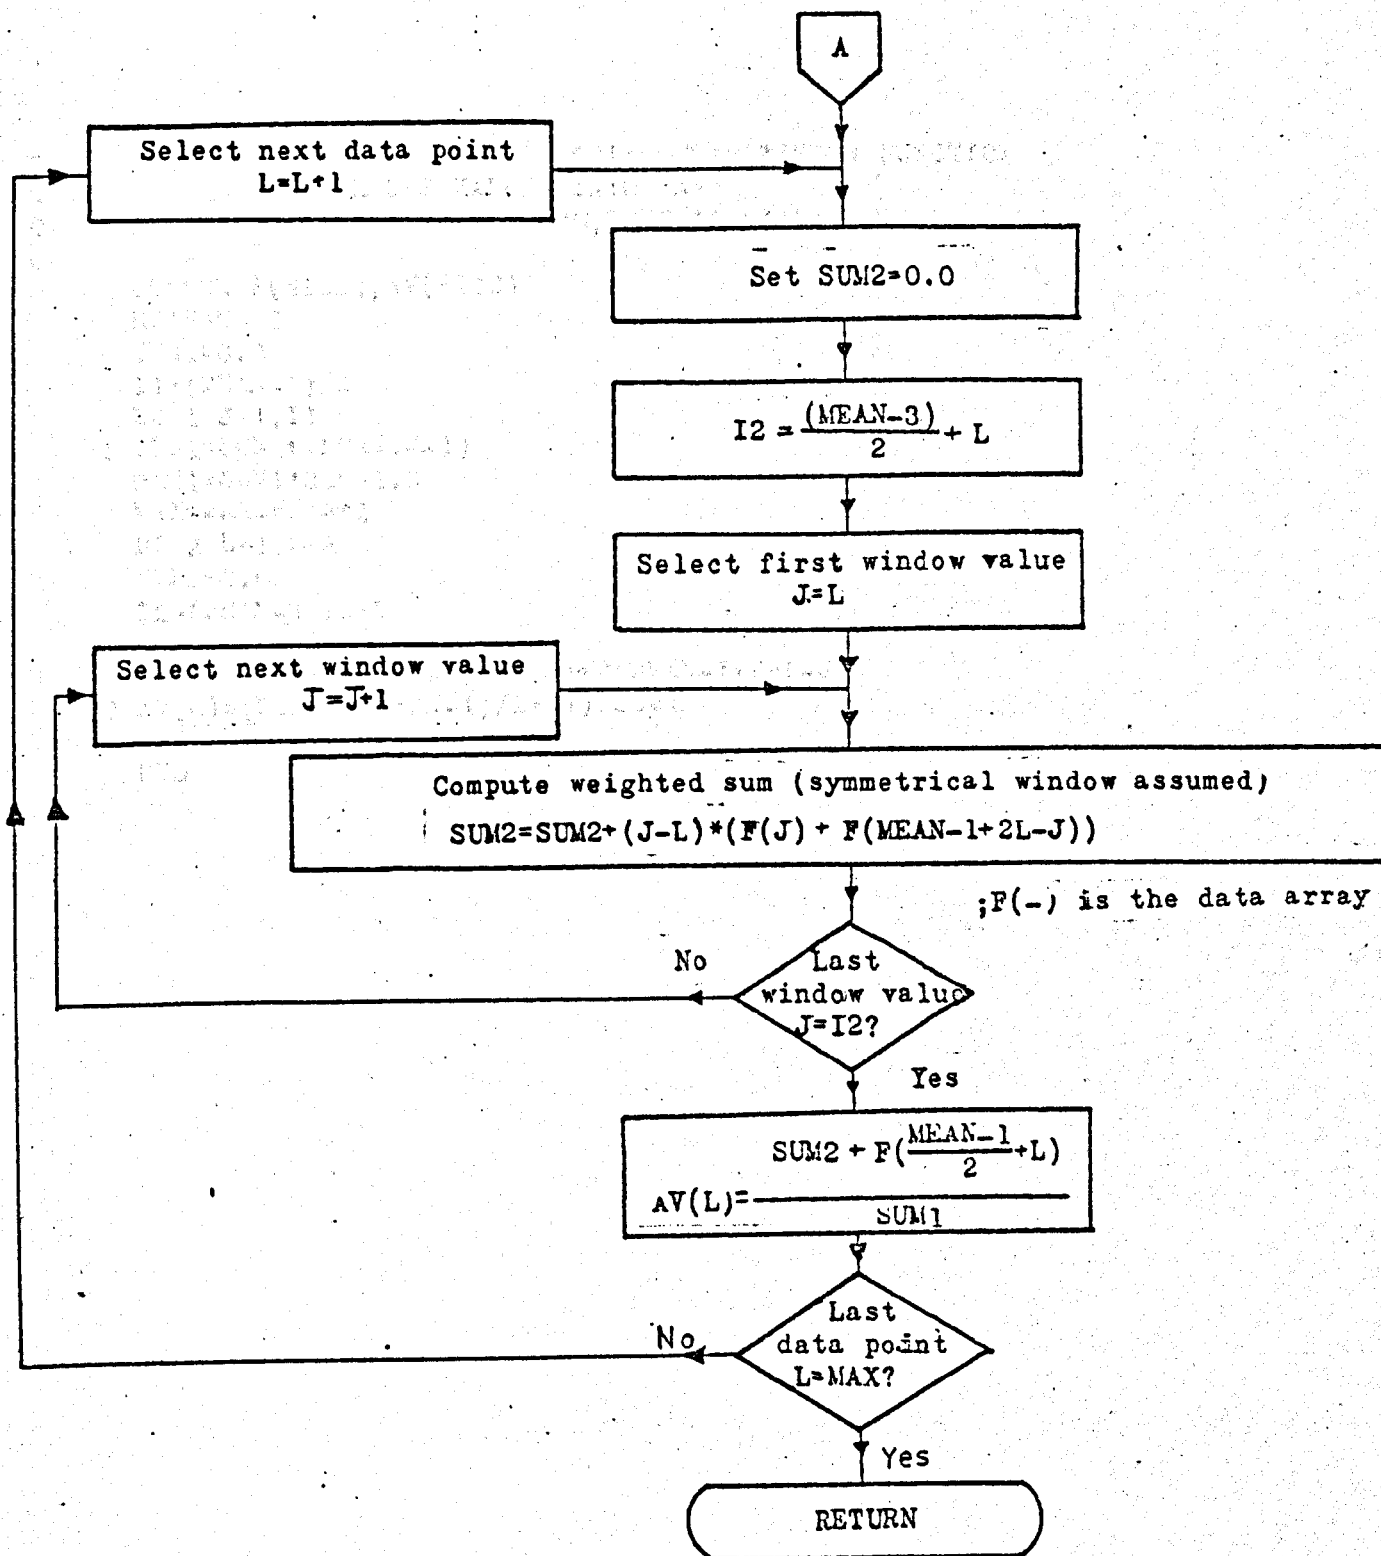 A
Select next data point
L=L+1
Set SUM2=0.0
I2 = (MEAN-3)/2 + L
Select first window value
J=L
Select next window value
J=J+1
Compute weighted sum (symmetrical window assumed)
SUM2=SUM2+(J-L)*(F(J) + F(MEAN-1+2L-J))
;F(-) is the data array
No
Last
window value
J=I2?
Yes
SUM2 + F(MEAN-1/2+L)
AV(L)=
SUM1
No
Last
data point
L=MAX?
Yes
RETURN